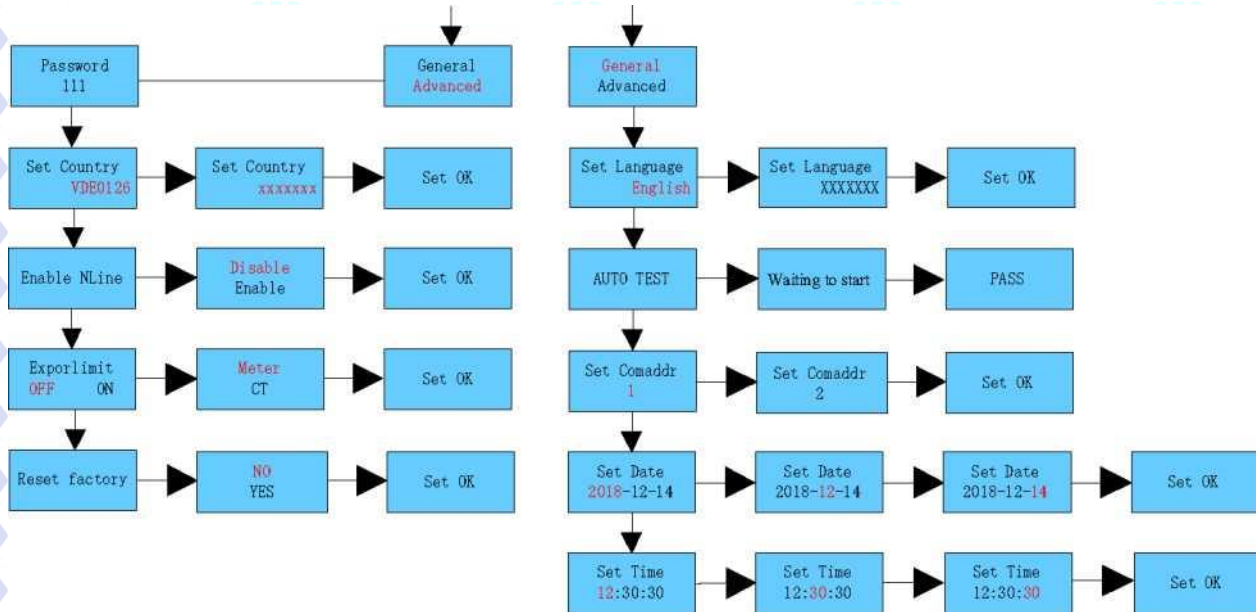 Password
111
General
Advanced
General
Advanced
Set Country
VDE0126
Set Country
xxxxxxx
Set OK
Set Language
English
Set Language
XXXXXXX
Set OK
Enable NLine
Disable
Enable
Set OK
AUTO TEST
Waiting to start
PASS
Exporlimit
OFF ON
Meter
CT
Set OK
Set Comaddr
1
Set Comaddr
2
Set OK
Reset factory
NO
YES
Set OK
Set Date
2018-12-14
Set Date
2018-12-14
Set Date
2018-12-14
Set OK
Set Time
12:30:30
Set Time
12:30:30
Set Time
12:30:30
Set OK